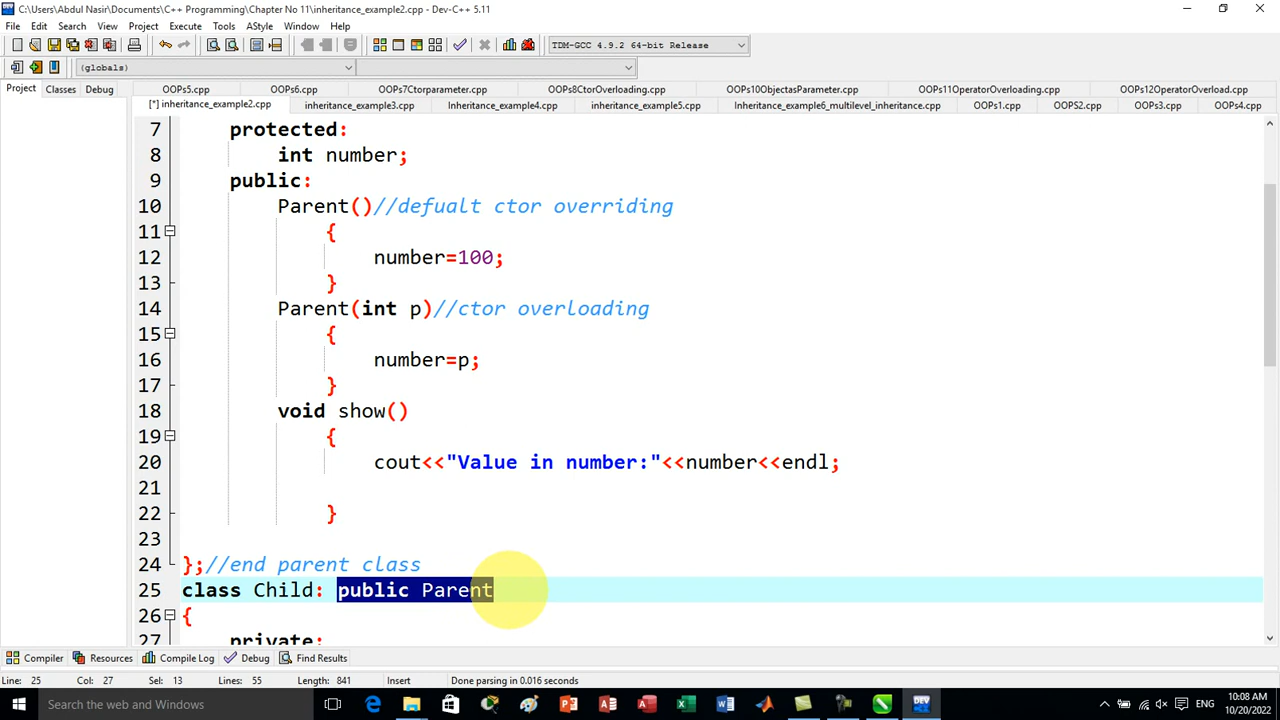 C:\Users\Abdul Nasir\Documents\C++ Programming\Chapter No 11\inheritance_example2.cpp - Dev-C++ 5.11
File Edit Search View Project Execute Tools AStyle Window Help
TDM-GCC 4.9.2 64-bit Release
(globals)
Project Classes Debug
OOPs5.cpp OOPs6.cpp OOPs7Ctorparameter.cpp OOPs8CtorOverloading.cpp OOPs10ObjectasParameter.cpp OOPs11OperatorOverloading.cpp OOPs12OperatorOverload.cpp
[*] inheritance_example2.cpp inheritance_example3.cpp Inheritance_example4.cpp inheritance_example5.cpp Inheritance_example6_multilevel_inheritance.cpp OOPs1.cpp OOPS2.cpp OOPs3.cpp OOPs4.cpp
7 protected:
8 int number;
9 public:
10 Parent()//defualt ctor overriding
11 {
12 number=100;
13 }
14 Parent(int p)//ctor overloading
15 {
16 number=p;
17 }
18 void show()
19 {
20 cout<<"Value in number:"<<number<<endl;
21
22 }
23
24 };//end parent class
25 class Child: public Parent
26 {
27 private:
Compiler Resources Compile Log Debug Find Results
Line: 25 Col: 27 Sel: 13 Lines: 55 Length: 841 Insert Done parsing in 0.016 seconds
Search the web and Windows
ENG
10:08 AM
10/20/2022